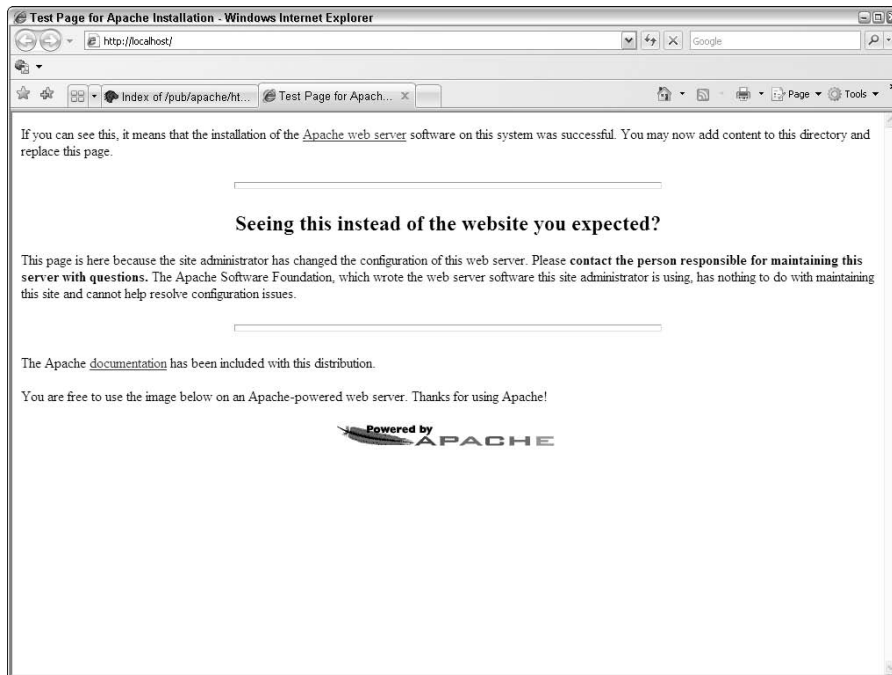 Test Page for Apache Installation - Windows Internet Explorer
http://localhost/
Google
Index of /pub/apache/ht...
Test Page for Apach...
Page
Tools
If you can see this, it means that the installation of the Apache web server software on this system was successful. You may now add content to this directory and
replace this page.
Seeing this instead of the website you expected?
This page is here because the site administrator has changed the configuration of this web server. Please contact the person responsible for maintaining this
server with questions. The Apache Software Foundation, which wrote the web server software this site administrator is using, has nothing to do with maintaining
this site and cannot help resolve configuration issues.
The Apache documentation has been included with this distribution.
You are free to use the image below on an Apache-powered web server. Thanks for using Apache!
Powered by
APACHE